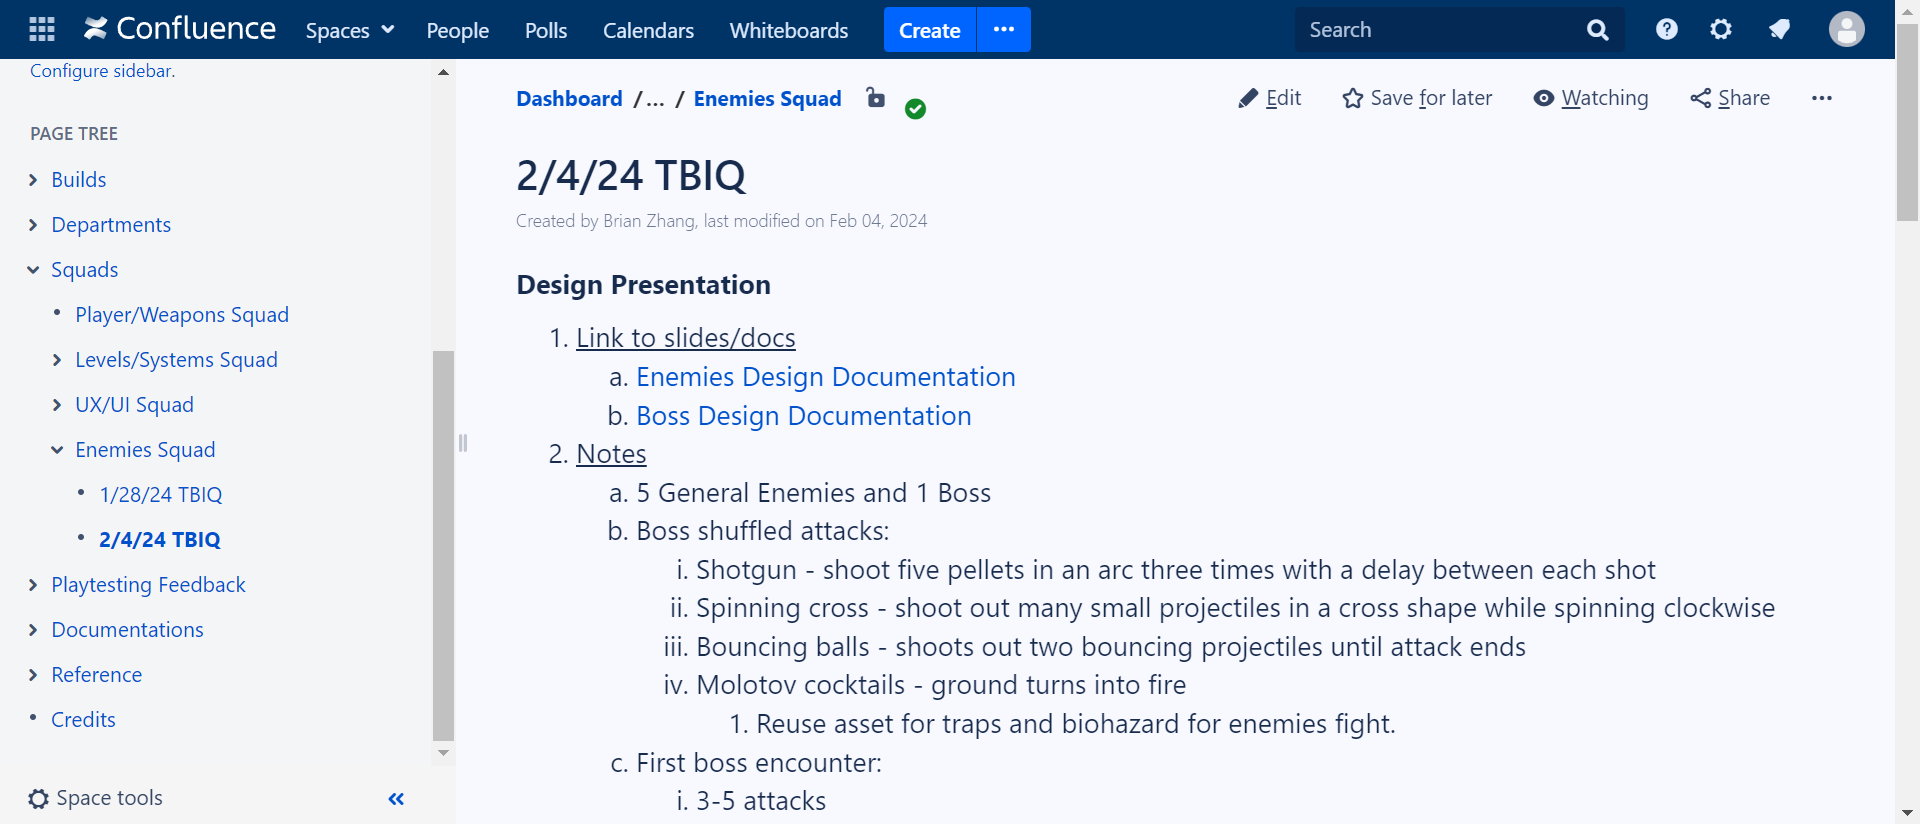 Confluence Spaces People Polls Calendars Whiteboards Create ··· Search
Configure sidebar.
PAGE TREE
Builds
Departments
Squads
Player/Weapons Squad
Levels/Systems Squad
UX/UI Squad
Enemies Squad
1/28/24 TBIQ
2/4/24 TBIQ
Playtesting Feedback
Documentations
Reference
Credits
Space tools
Dashboard /... / Enemies Squad
Edit Save for later Watching Share ···
2/4/24 TBIQ
Created by Brian Zhang, last modified on Feb 04, 2024
Design Presentation
1. Link to slides/docs
a. Enemies Design Documentation
b. Boss Design Documentation
2. Notes
a. 5 General Enemies and 1 Boss
b. Boss shuffled attacks:
i. Shotgun - shoot five pellets in an arc three times with a delay between each shot
ii. Spinning cross - shoot out many small projectiles in a cross shape while spinning clockwise
iii. Bouncing balls - shoots out two bouncing projectiles until attack ends
iv. Molotov cocktails - ground turns into fire
1. Reuse asset for traps and biohazard for enemies fight.
c. First boss encounter:
i. 3-5 attacks